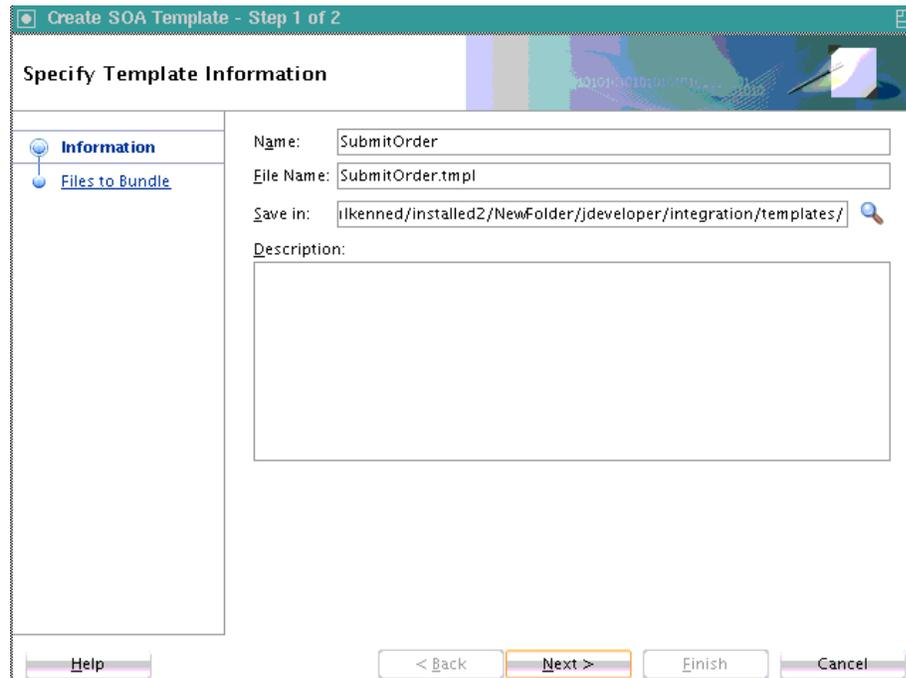 Create SOA Template - Step 1 of 2
Specify Template Information
Information
Files to Bundle
Name: SubmitOrder
File Name: SubmitOrder.tmpl
Save in: ilkenned/installed2/NewFolder/jdeveloper/integration/templates/
Description:
Help < Back Next > Finish Cancel